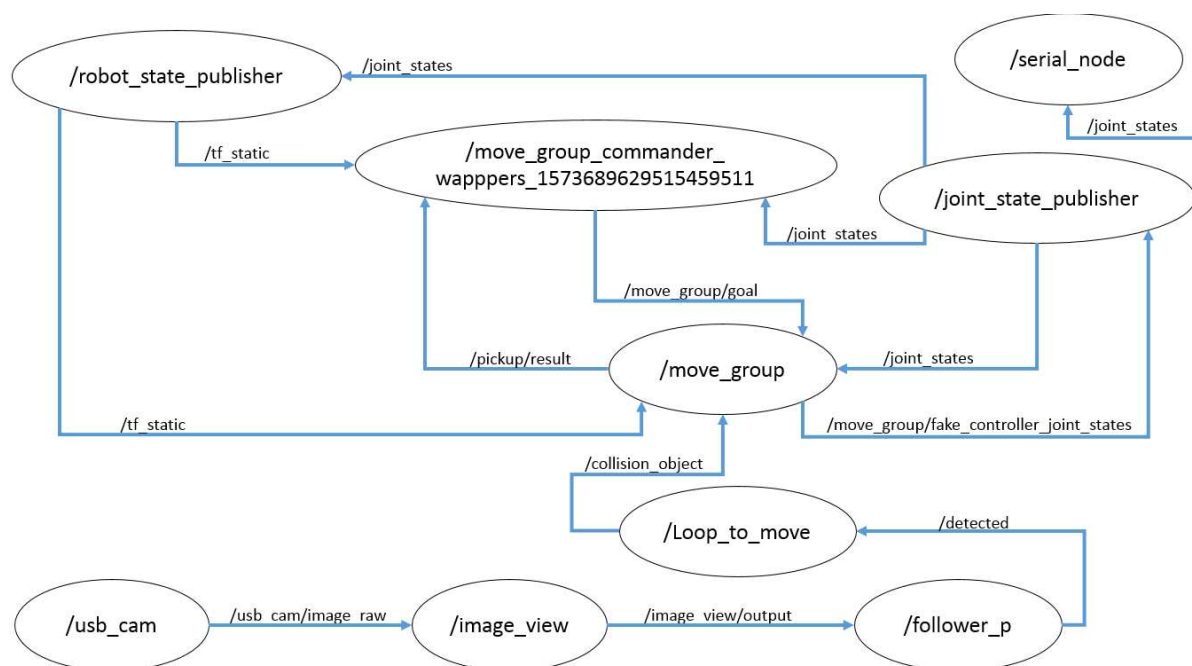 /robot_state_publisher
/joint_states
/serial_node
/joint_states
/tf_static
/move_group_commander_
wapppers_1573689629515459511
/joint_state_publisher
/joint_states
/move_group/goal
/pickup/result
/move_group
/joint_states
/tf_static
/move_group/fake_controller_joint_states
/collision_object
/Loop_to_move
/detected
/usb_cam
/usb_cam/image_raw
/image_view
/image_view/output
/follower_p